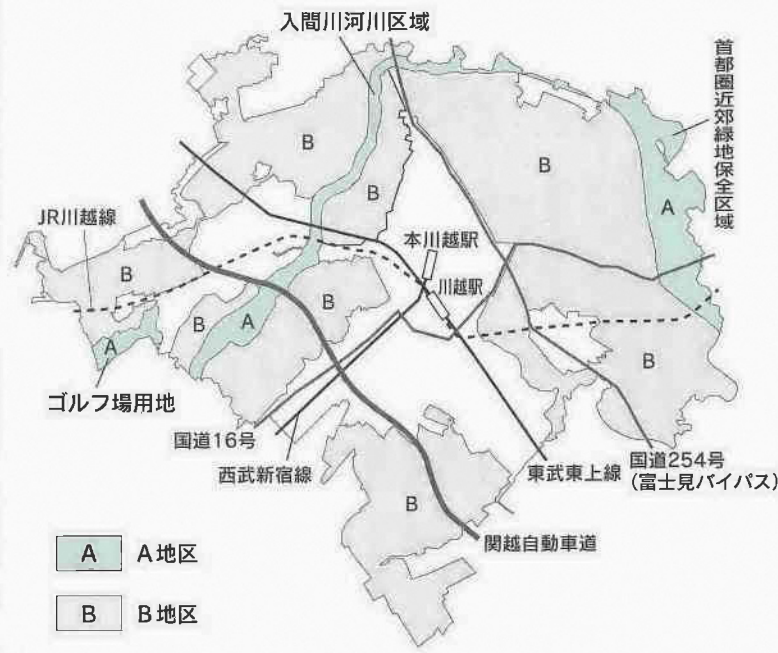 入間川河川区域
首都圏近郊緑地保全区域
B
B
B
A
JR川越線
本川越駅
B
川越駅
B
B
A
A
B
ゴルフ場用地
国道16号
西武新宿線
東武東上線
国道254号
(富士見バイパス)
B
関越自動車道
A A地区
B B地区